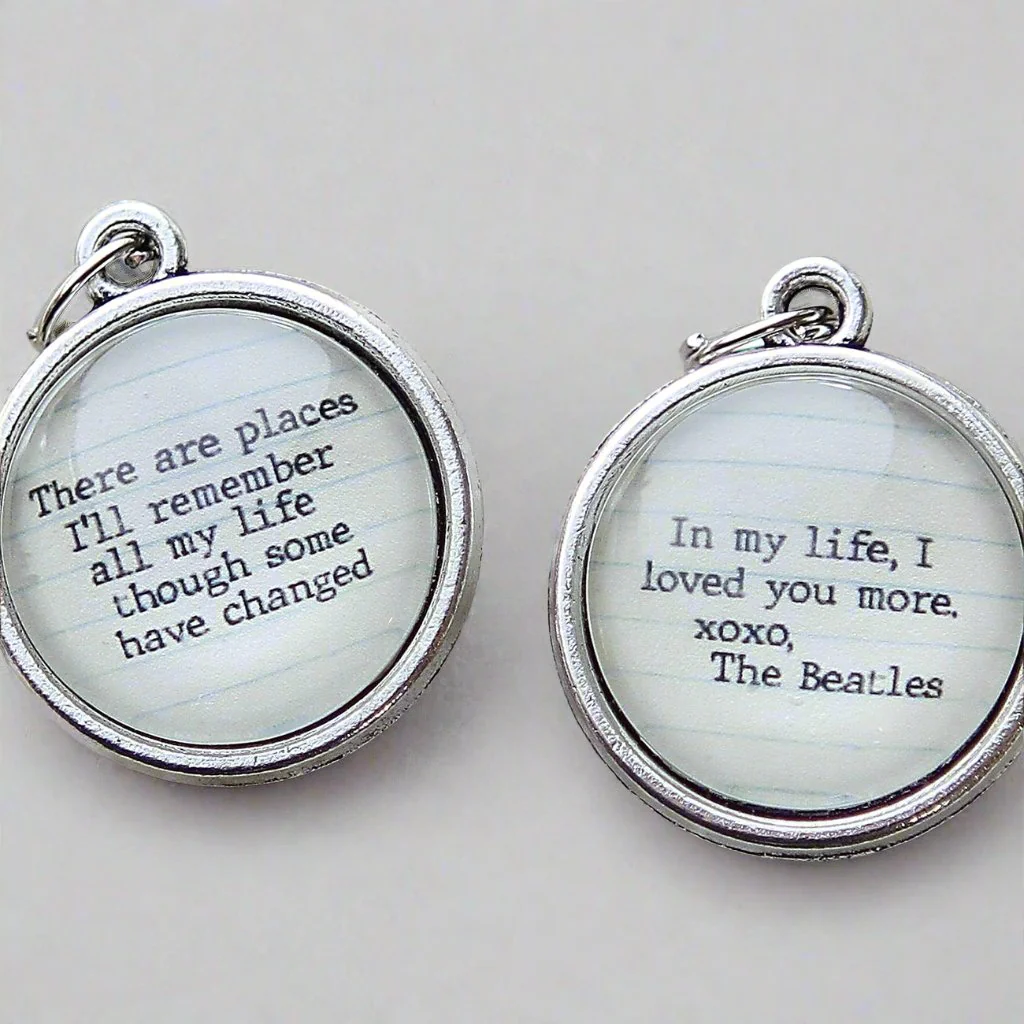 There are places
I'll remember
all my life
though some
have changed
In my life, I
loved you more.
xoxo,
The Beatles